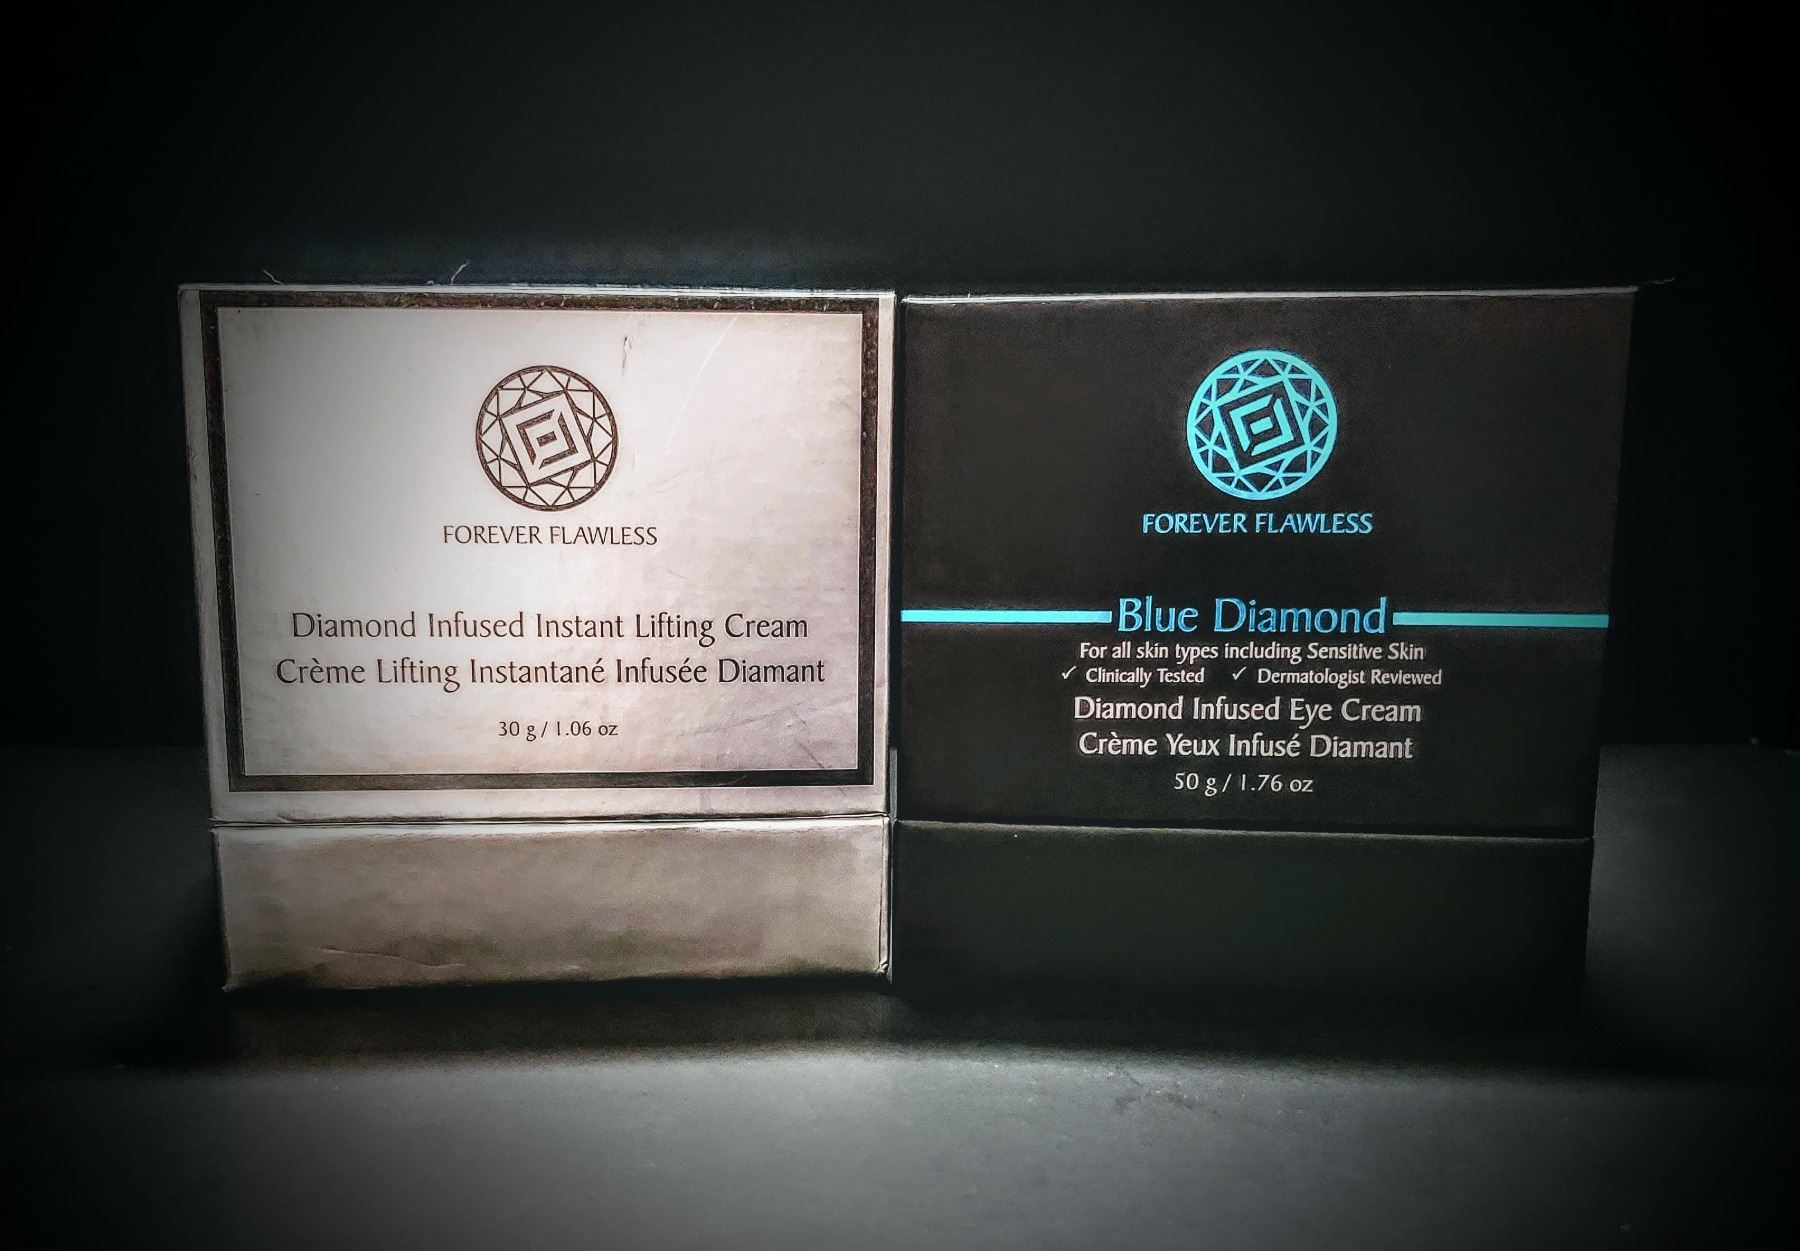 FOREVER FLAWLESS
Diamond Infused Instant Lifting Cream
Crème Lifting Instantané Infusée Diamant
30 g / 1.06 oz
FOREVER FLAWLESS
Blue Diamond
For all skin types including Sensitive Skin
✓ Clinically Tested ✓ Dermatologist Reviewed
Diamond Infused Eye Cream
Crème Yeux Infusé Diamant
50 g / 1.76 oz